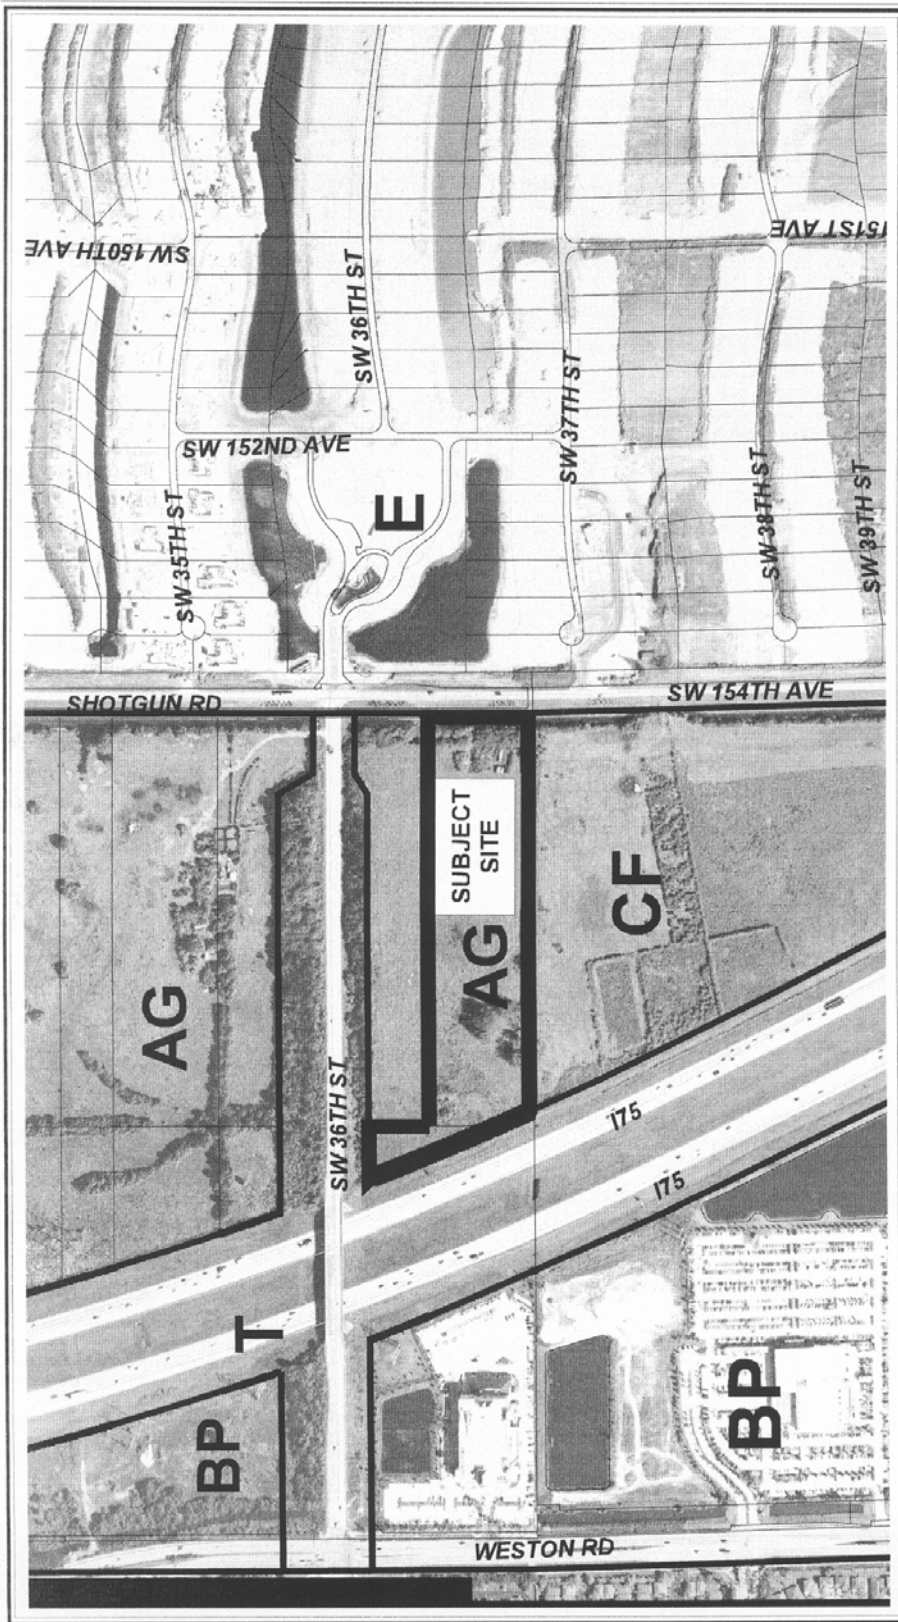 SW 150TH AVE
SW 36TH ST
151ST AVE
SW 152ND AVE
SW 37TH ST
E
SW 35TH ST
SW 38TH ST
SW 39TH ST
SHOTGUN RD
SW 154TH AVE
SUBJECT
SITE
AG
CF
AG
SW 36TH ST
I75
I75
T
BP
BP
WESTON RD